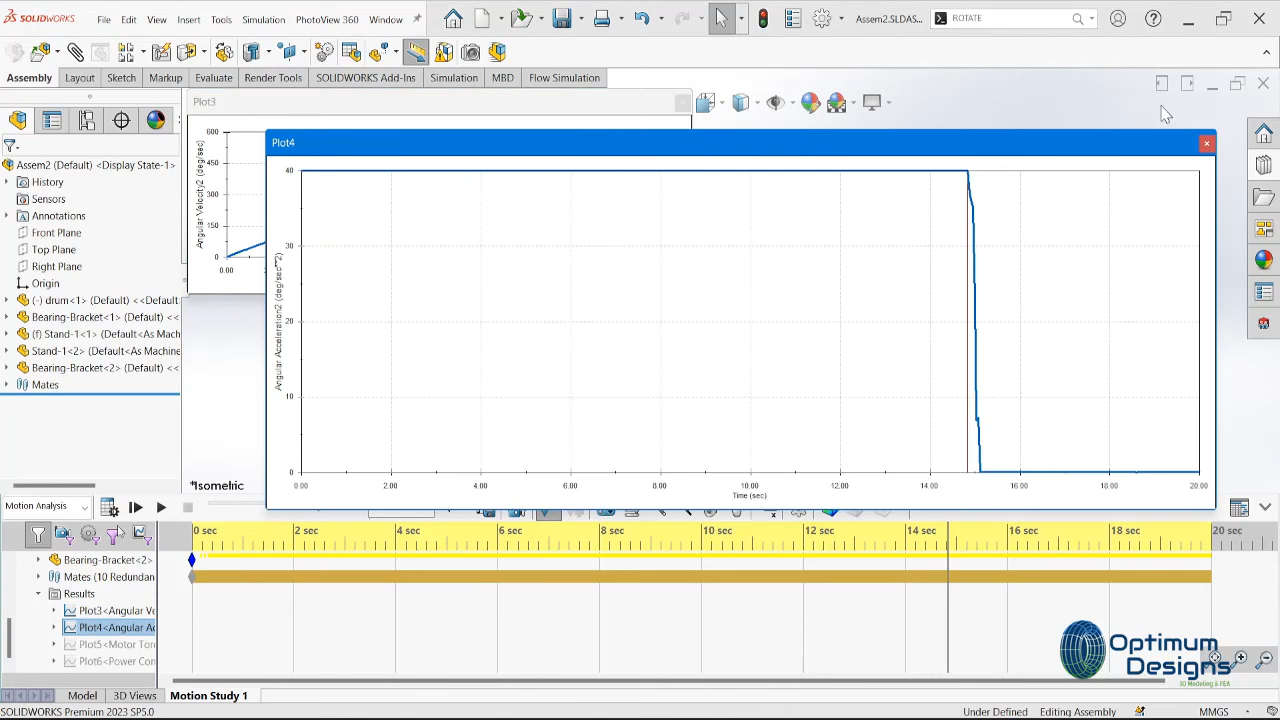 SOLIDWORKS
File
Edit
View
Insert
Tools
Simulation
PhotoView 360
Window
Assem2.SLDAS...
ROTATE
Assembly
Layout
Sketch
Markup
Evaluate
Render Tools
SOLIDWORKS Add-Ins
Simulation
MBD
Flow Simulation
Assem2 (Default) <Display State-1>
History
Sensors
Annotations
Front Plane
Top Plane
Right Plane
Origin
(-) drum<1> (Default) <<Default
Bearing-Bracket<1> (Default) <<
(f) Stand-1<1> (Default<As Machi
Stand-1<2> (Default<As Machine
Bearing-Bracket<2> (Default) <<
Mates
Plot3
600
450
300
150
0
Angular Velocity2 (deg/sec)
0.00
Plot4
40
30
20
10
0
Angular Acceleration2 (deg/sec**2)
0.00
2.00
4.00
6.00
8.00
10.00
12.00
14.00
16.00
18.00
20.00
Time (sec)
*Isometric
Motion Analysis
0 sec
2 sec
4 sec
6 sec
8 sec
10 sec
12 sec
14 sec
16 sec
18 sec
20 sec
Bearing-Bracket<2>
Mates (10 Redundan
Results
Plot3<Angular Ve
Plot4<Angular Ac
Plot5<Motor Torc
Plot6<Power Con
Optimum
Designs
3D Modeling & FEA
Model
3D Views
Motion Study 1
SOLIDWORKS Premium 2023 SP5.0
Under Defined
Editing Assembly
MMGS